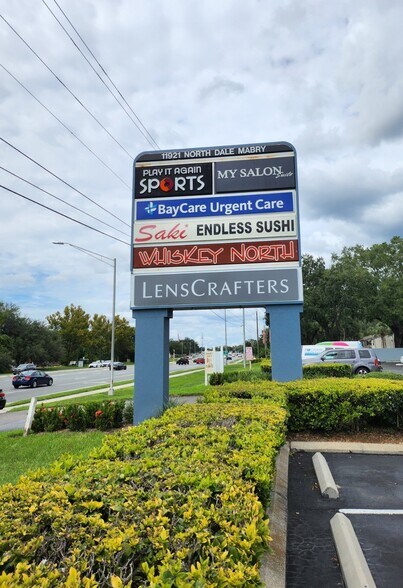 11921 NORTH DALE MABRY
PLAY IT AGAIN
SPORTS
MY SALON Suite
BayCare Urgent Care
Saki ENDLESS SUSHI
WHISKEY NORTH
LENSCRAFTERS